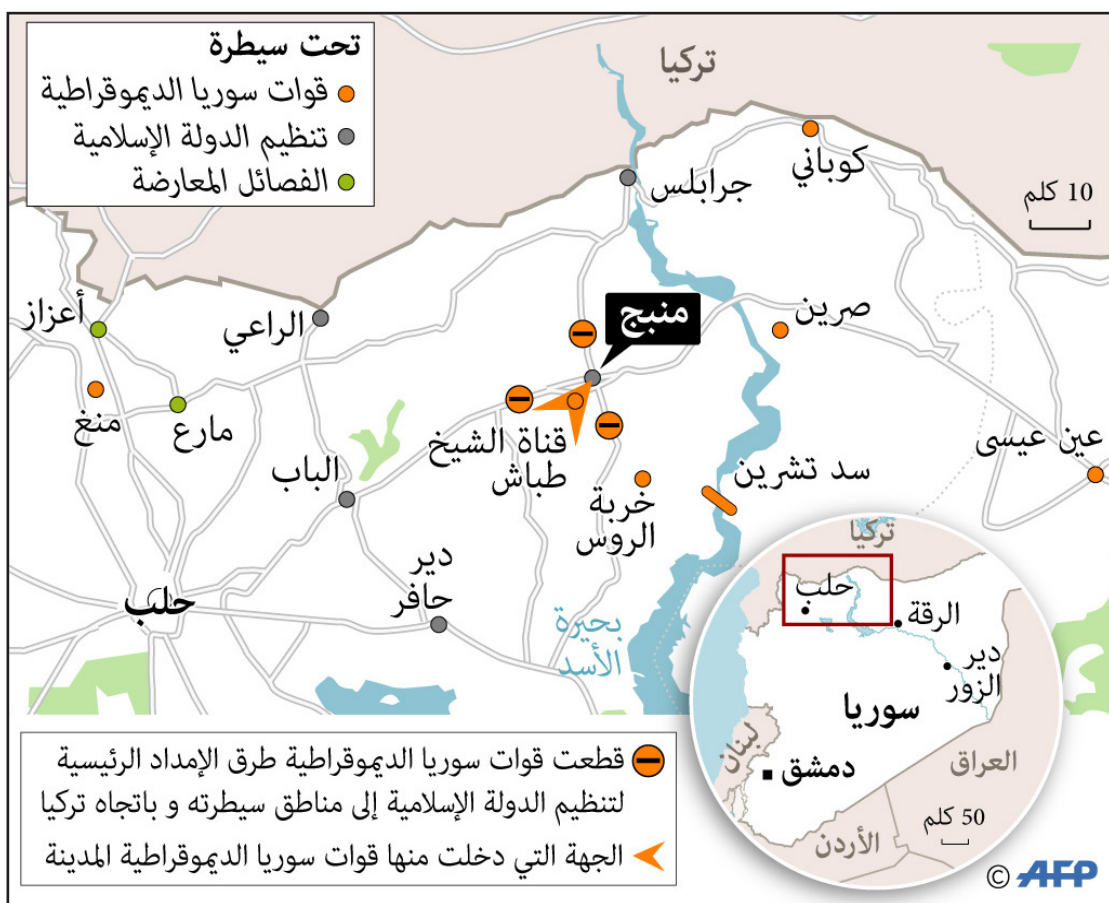 تحت سيطرة
قوات سوريا الديموقراطية
تنظيم الدولة الإسلامية
الفصائل المعارضة
تركيا
كوباني
جرابلس
10 كلم
أعزاز
الراعي
منبج
صرين
منغ
مارع
قناة الشيخ
طباش
عين عيسى
الباب
سد تشرين
خربة
الروس
دير
حافر
حلب
بحيرة
الأسد
تركيا
حلب
الرقة
دير
الزور
سوريا
لبنان
دمشق
العراق
الأردن
50 كلم
قطعت قوات سوريا الديموقراطية طرق الإمداد الرئيسية
لتنظيم الدولة الإسلامية إلى مناطق سيطرته و باتجاه تركيا
الجهة التي دخلت منها قوات سوريا الديموقراطية المدينة
© AFP